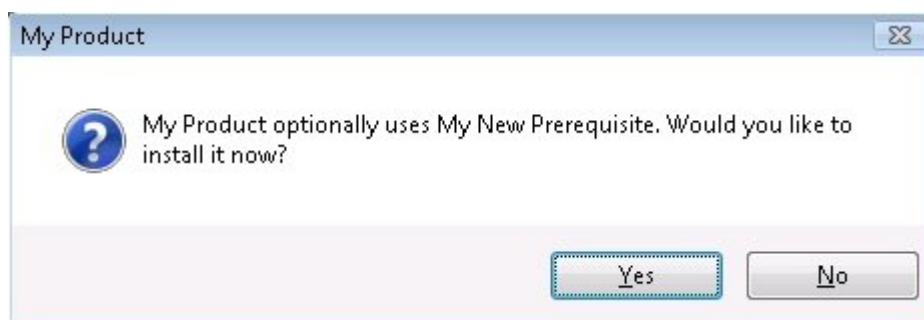 My Product
My Product optionally uses My New Prerequisite. Would you like to
install it now?
Yes
No